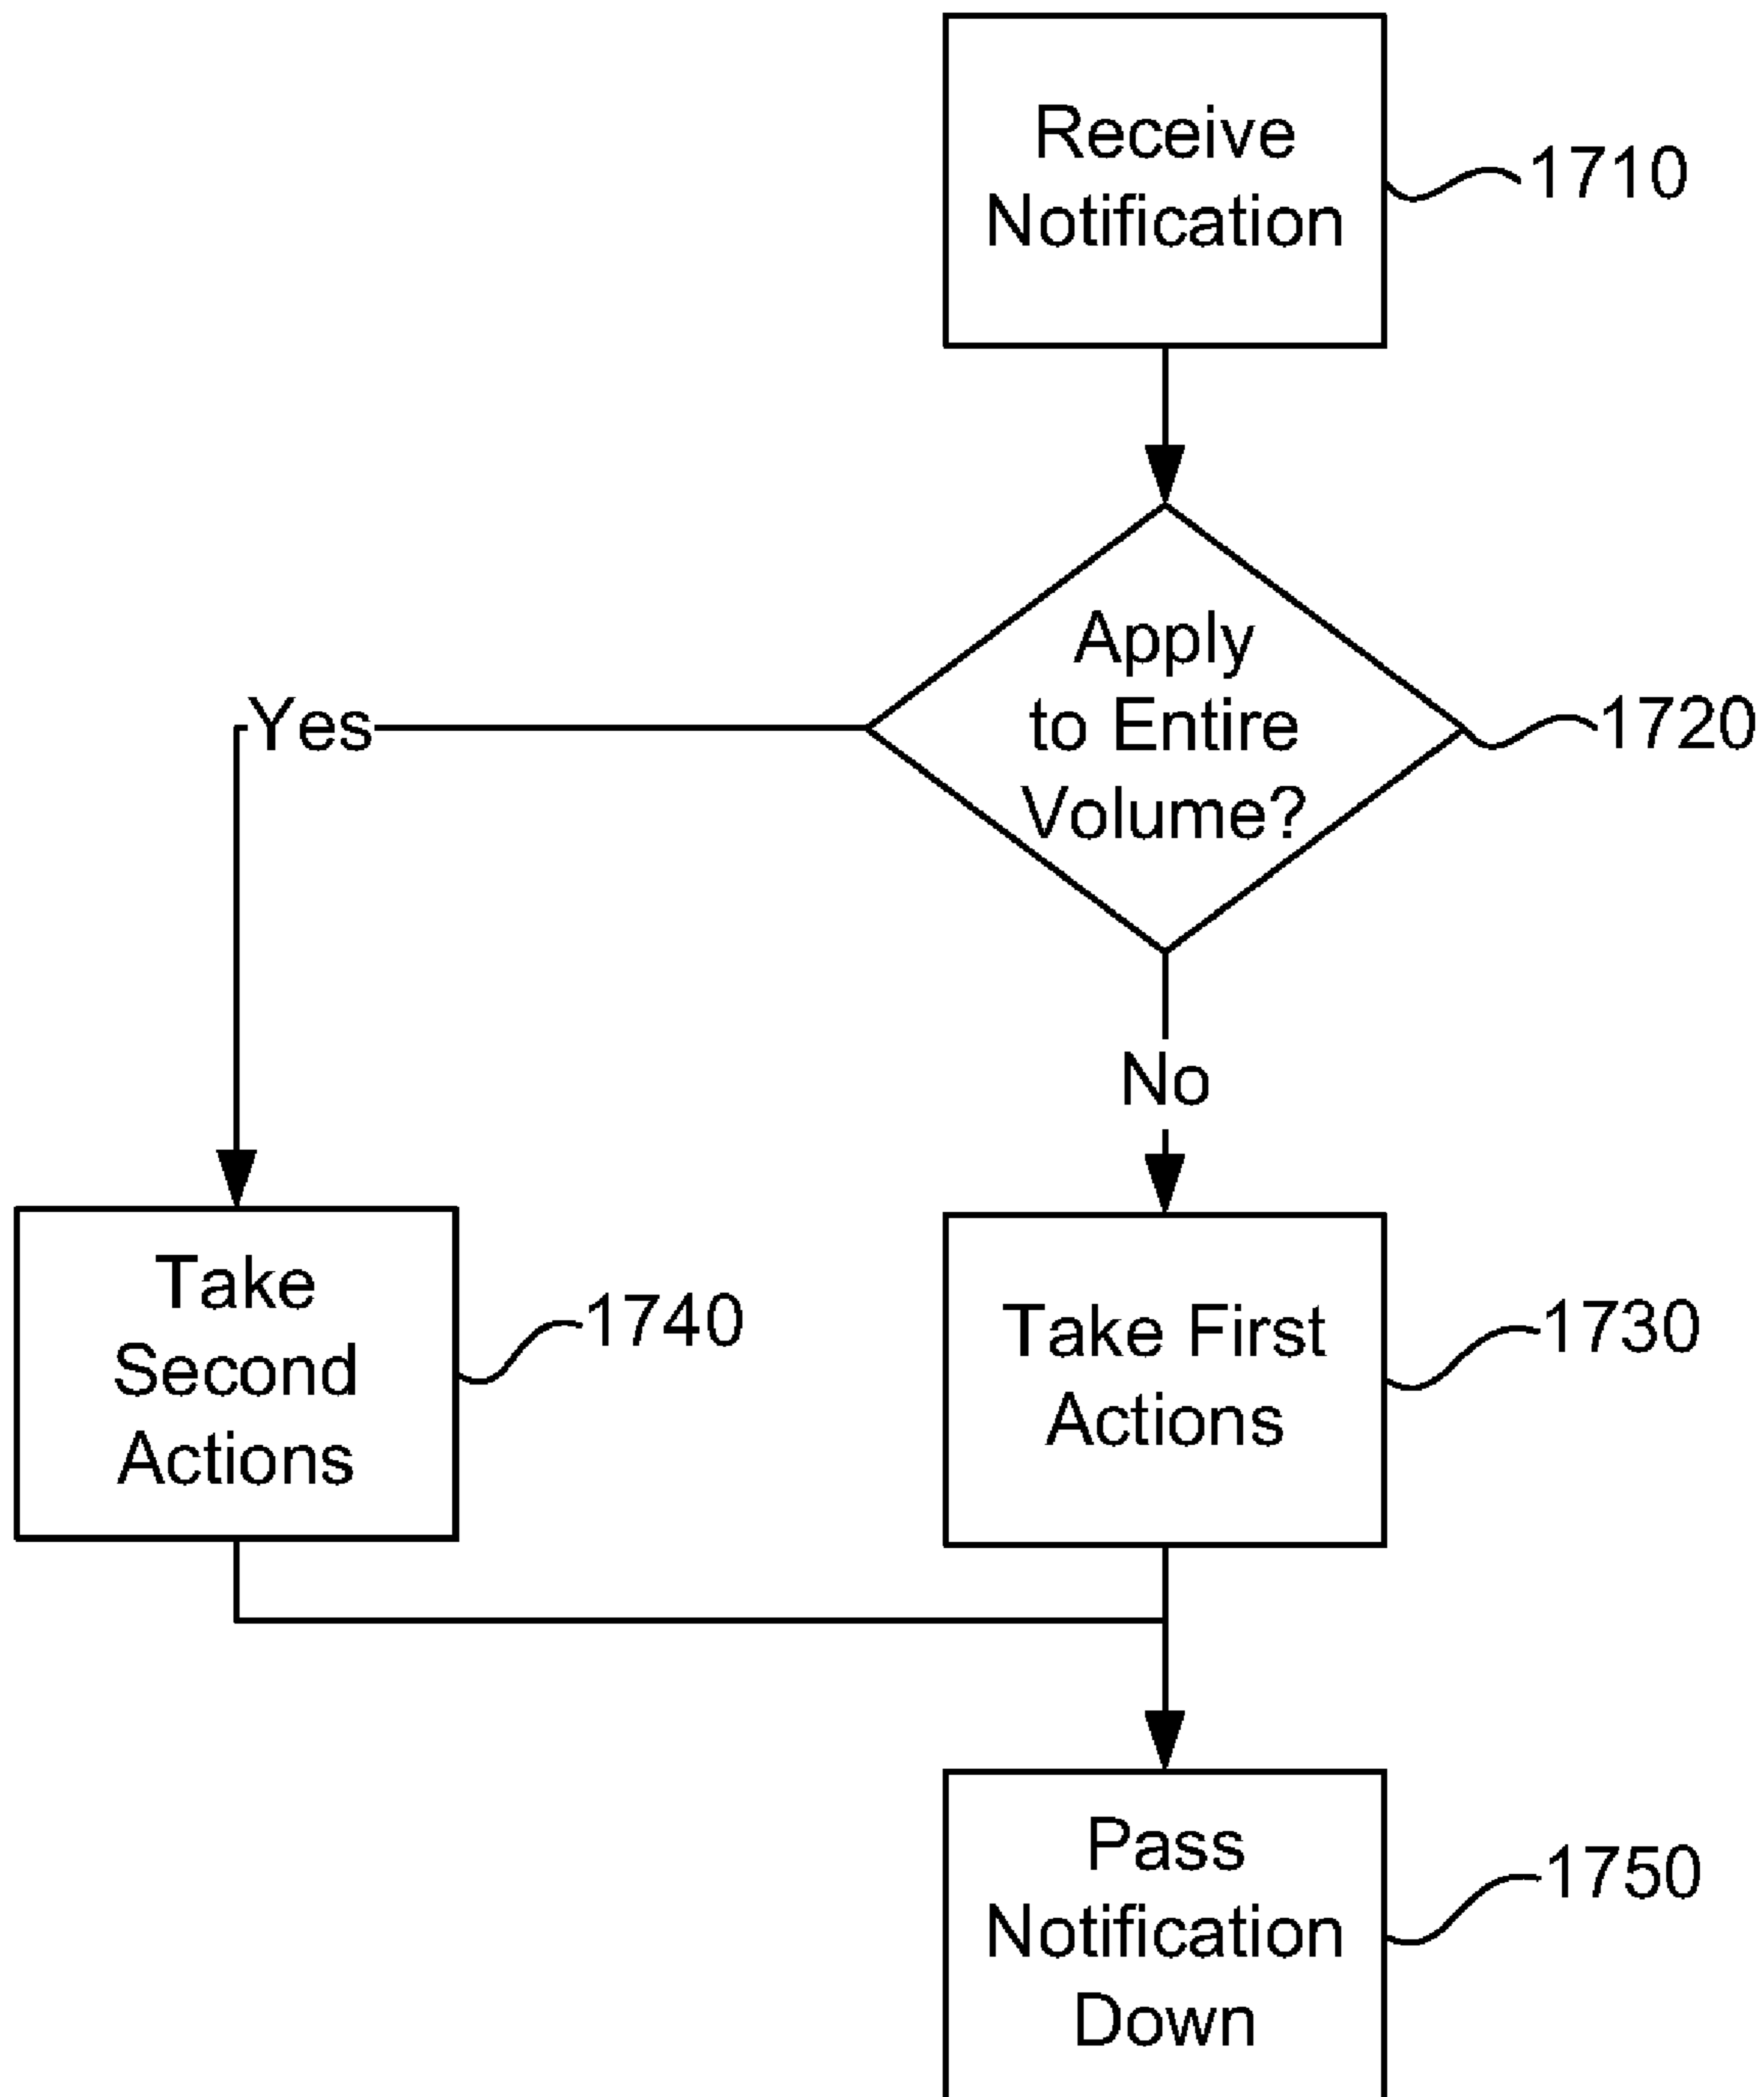 Receive
Notification
1710
Apply
to Entire
Volume?
1720
Yes
No
Take
Second
Actions
1740
Take First
Actions
1730
Pass
Notification
Down
1750